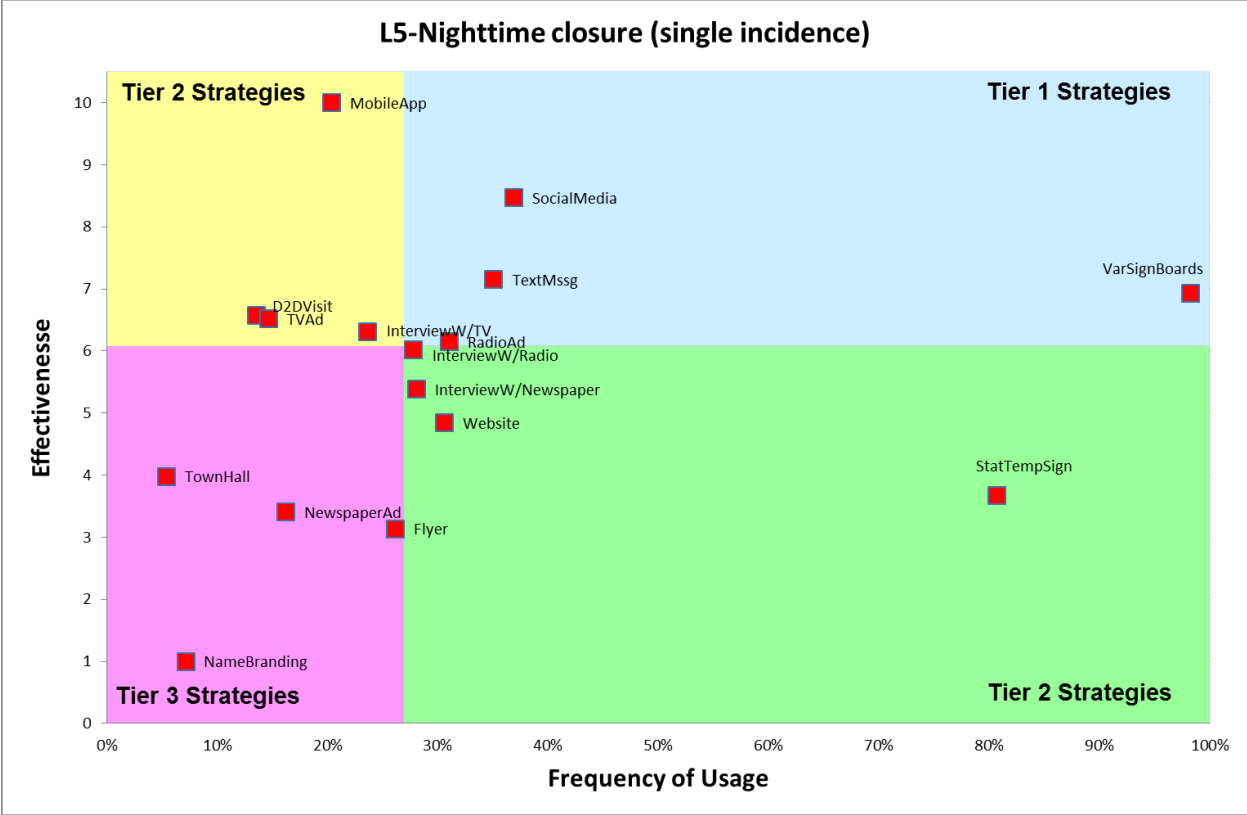 L5-Nighttime closure (single incidence)
Tier 2 Strategies
Tier 1 Strategies
10
9
8
7
6
5
4
3
2
1
0
Effectivenesse
MobileApp
SocialMedia
TextMssg
VarSignBoards
D2DVisit
TVAd
InterviewW/TV
RadioAd
InterviewW/Radio
InterviewW/Newspaper
Website
StatTempSign
TownHall
NewspaperAd
Flyer
NameBranding
Tier 3 Strategies
Tier 2 Strategies
0% 10% 20% 30% 40% 50% 60% 70% 80% 90% 100%
Frequency of Usage